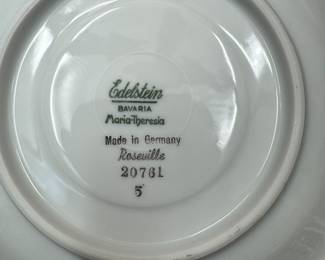 Edelstein
BAVARIA
Maria-Theresia
Made in Germany
Roseville
20761
5